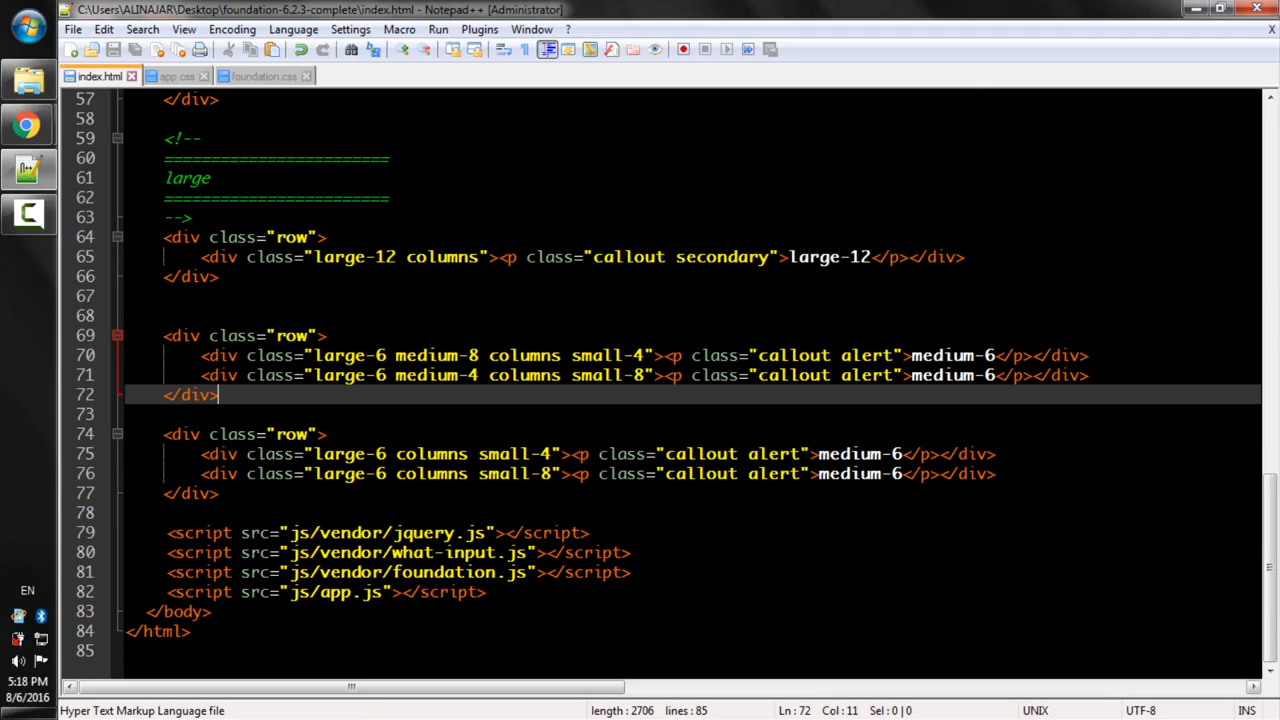 C:\Users\ALINAJAR\Desktop\foundation-6.2.3-complete\index.html - Notepad++ [Administrator]
File Edit Search View Encoding Language Settings Macro Run Plugins Window ? X
index.html app.css foundation.css
57 </div>
58
59 <!--
60 ========================
61 large
62 ========================
63 -->
64 <div class="row">
65 <div class="large-12 columns"><p class="callout secondary">large-12</p></div>
66 </div>
67
68
69 <div class="row">
70 <div class="large-6 medium-8 columns small-4"><p class="callout alert">medium-6</p></div>
71 <div class="large-6 medium-4 columns small-8"><p class="callout alert">medium-6</p></div>
72 </div>
73
74 <div class="row">
75 <div class="large-6 columns small-4"><p class="callout alert">medium-6</p></div>
76 <div class="large-6 columns small-8"><p class="callout alert">medium-6</p></div>
77 </div>
78
79 <script src="js/vendor/jquery.js"></script>
80 <script src="js/vendor/what-input.js"></script>
81 <script src="js/vendor/foundation.js"></script>
82 <script src="js/app.js"></script>
83 </body>
84 </html>
85
EN
5:18 PM
8/6/2016
Hyper Text Markup Language file length : 2706 lines : 85 Ln : 72 Col : 11 Sel : 0 | 0 UNIX UTF-8 INS